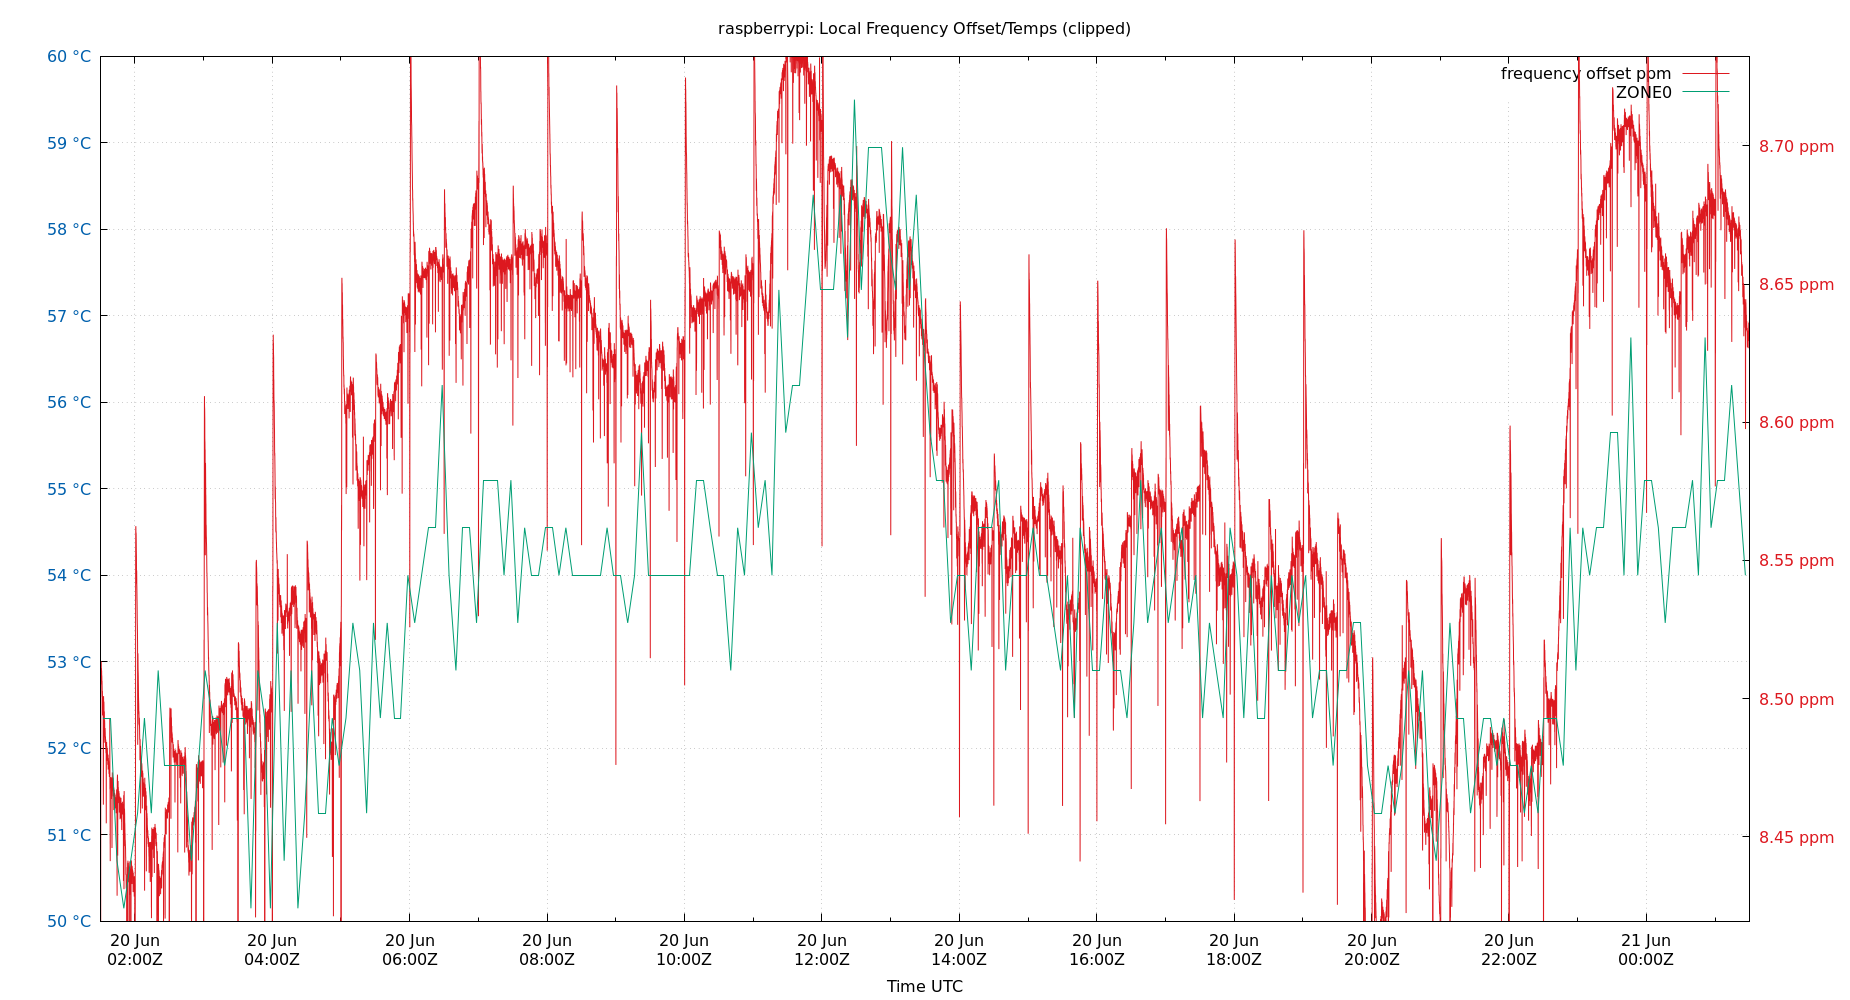 raspberrypi: Local Frequency Offset/Temps (clipped)
60 °C
59 °C
58 °C
57 °C
56 °C
55 °C
54 °C
53 °C
52 °C
51 °C
50 °C
frequency offset ppm
ZONE0
8.70 ppm
8.65 ppm
8.60 ppm
8.55 ppm
8.50 ppm
8.45 ppm
20 Jun
02:00Z
20 Jun
04:00Z
20 Jun
06:00Z
20 Jun
08:00Z
20 Jun
10:00Z
20 Jun
12:00Z
20 Jun
14:00Z
20 Jun
16:00Z
20 Jun
18:00Z
20 Jun
20:00Z
20 Jun
22:00Z
21 Jun
00:00Z
Time UTC